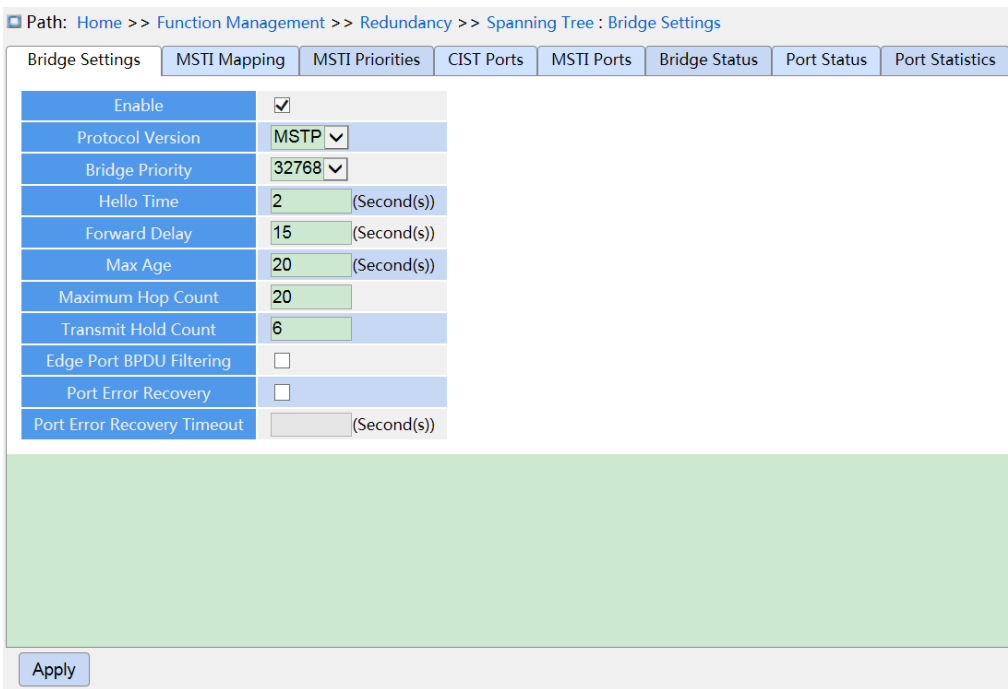 Path: Home >> Function Management >> Redundancy >> Spanning Tree : Bridge Settings
Bridge Settings MSTI Mapping MSTI Priorities CIST Ports MSTI Ports Bridge Status Port Status Port Statistics
Enable
Protocol Version MSTP
Bridge Priority 32768
Hello Time 2 (Second(s))
Forward Delay 15 (Second(s))
Max Age 20 (Second(s))
Maximum Hop Count 20
Transmit Hold Count 6
Edge Port BPDU Filtering
Port Error Recovery
Port Error Recovery Timeout (Second(s))
Apply